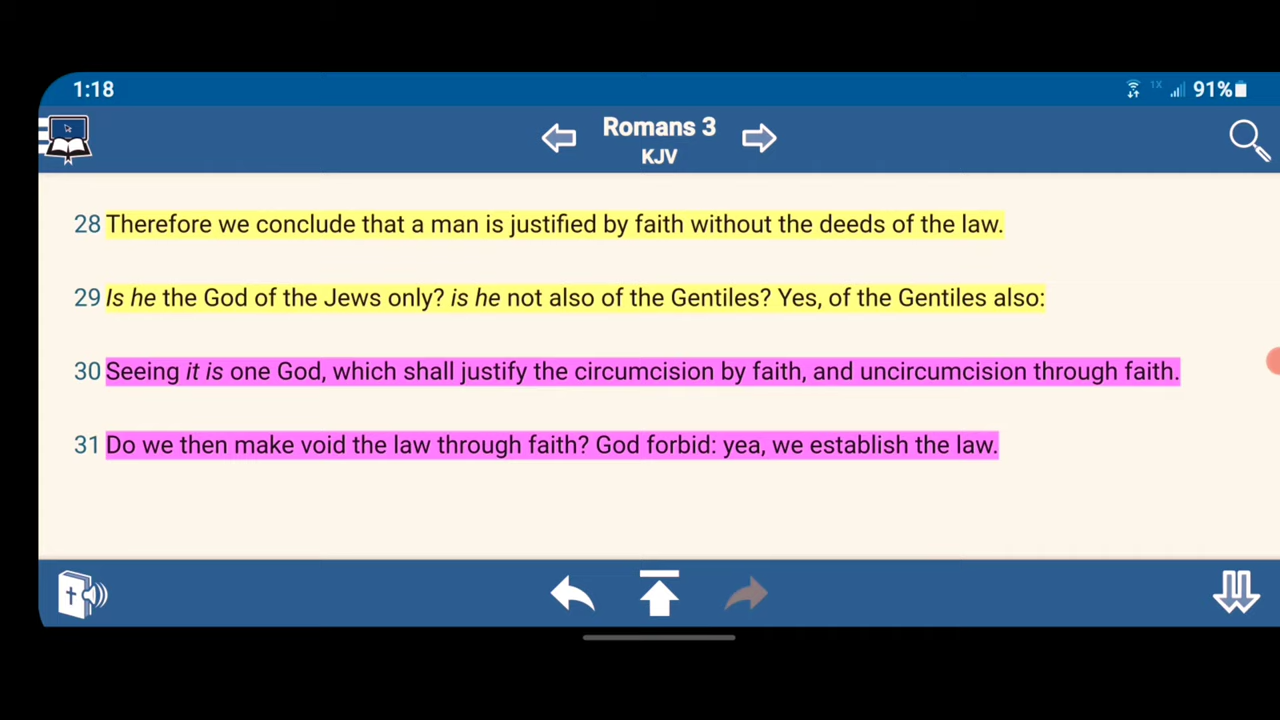 1:18
1X 91%
Romans 3
KJV
28 Therefore we conclude that a man is justified by faith without the deeds of the law.
29 Is he the God of the Jews only? is he not also of the Gentiles? Yes, of the Gentiles also:
30 Seeing it is one God, which shall justify the circumcision by faith, and uncircumcision through faith.
31 Do we then make void the law through faith? God forbid: yea, we establish the law.